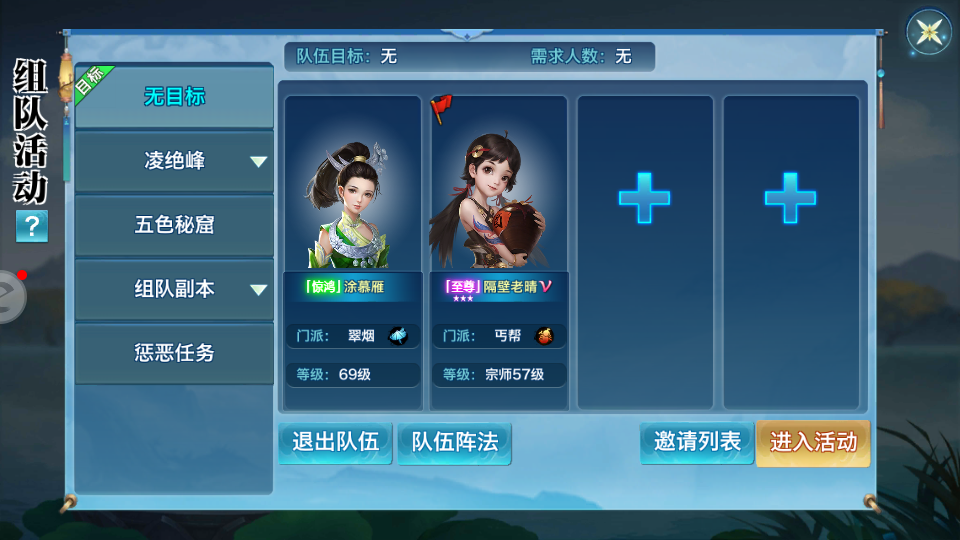 组队活动
?
目标
无目标
凌绝峰
五色秘窟
组队副本
惩恶任务
队伍目标：无
需求人数：无
「惊鸿」涂慕雁
门派：翠烟
等级：69级
「至尊」隔壁老晴
门派：丐帮
等级：宗师57级
退出队伍
队伍阵法
邀请列表
进入活动